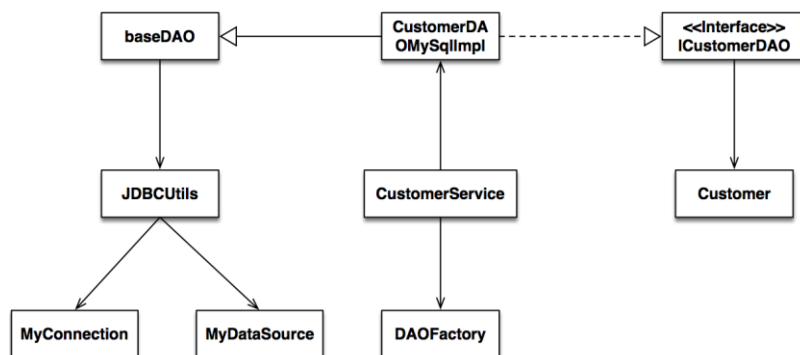 baseDAO
CustomerDA
OMySqlImpl
<<Interface>>
ICustomerDAO
JDBCUtils
CustomerService
Customer
MyConnection
MyDataSource
DAOFactory